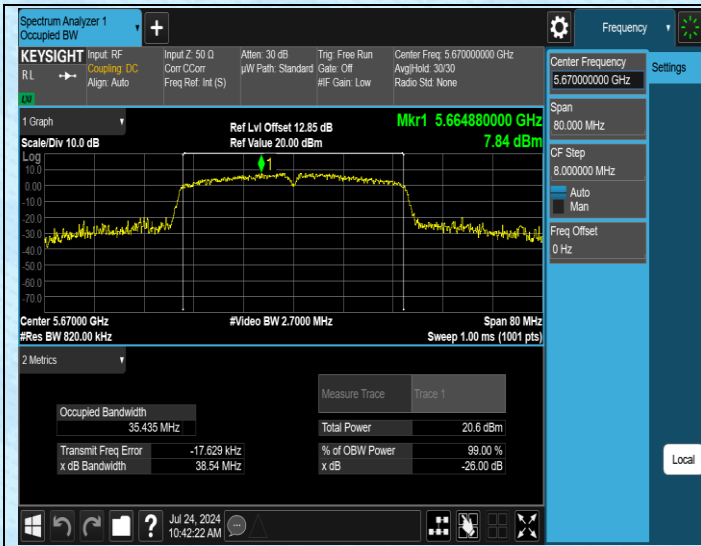 Spectrum Analyzer 1
Occupied BW
Frequency
KEYSIGHT
Input: RF
Input Z: 50 Ω
Atten: 30 dB
Trig: Free Run
Center Freq: 5.670000000 GHz
RL
Coupling: DC
Corr CCorr
µW Path: Standard
Gate: Off
Avg|Hold: 30/30
Align: Auto
Freq Ref: Int (S)
#IF Gain: Low
Radio Std: None
LXI
Center Frequency
5.670000000 GHz
Settings
Span
80.000 MHz
CF Step
8.000000 MHz
Auto
Man
Freq Offset
0 Hz
1 Graph
Ref Lvl Offset 12.85 dB
Mkr1 5.664880000 GHz
Scale/Div 10.0 dB
Ref Value 20.00 dBm
7.84 dBm
Log
1
10.0
0.00
-10.0
-20.0
-30.0
-40.0
-50.0
-60.0
-70.0
Center 5.67000 GHz
#Video BW 2.7000 MHz
Span 80 MHz
#Res BW 820.00 kHz
Sweep 1.00 ms (1001 pts)
2 Metrics
Measure Trace
Trace 1
Occupied Bandwidth
35.435 MHz
Total Power
20.6 dBm
Transmit Freq Error
-17.629 kHz
% of OBW Power
99.00 %
x dB Bandwidth
38.54 MHz
x dB
-26.00 dB
Local
Jul 24, 2024
10:42:22 AM